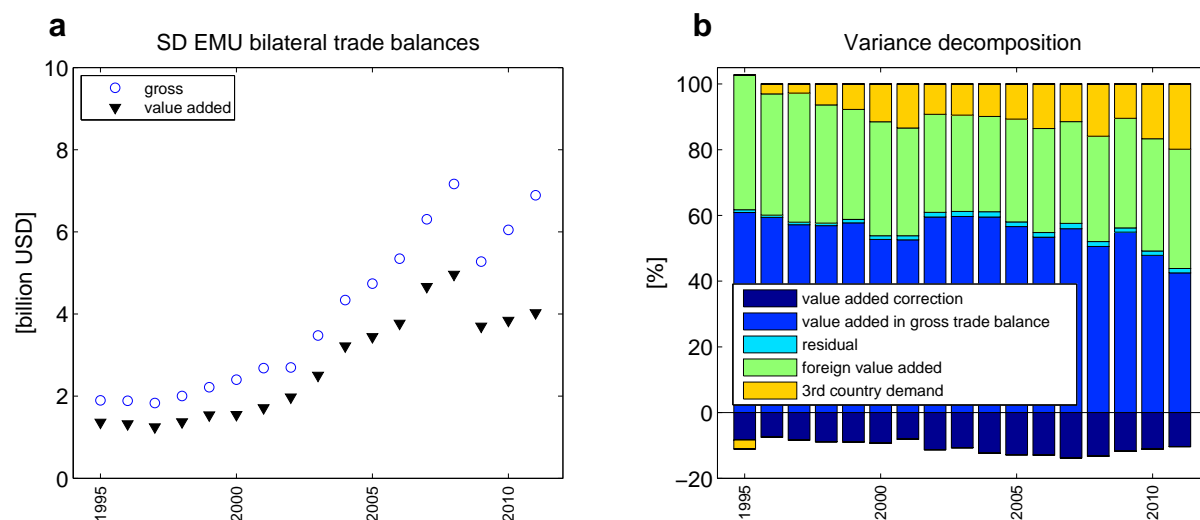 a
SD EMU bilateral trade balances
10
8
6
4
2
0
[billion USD]
gross
value added
1995
2000
2005
2010
b
Variance decomposition
100
80
60
40
20
0
−20
[%]
value added correction
value added in gross trade balance
residual
foreign value added
3rd country demand
1995
2000
2005
2010